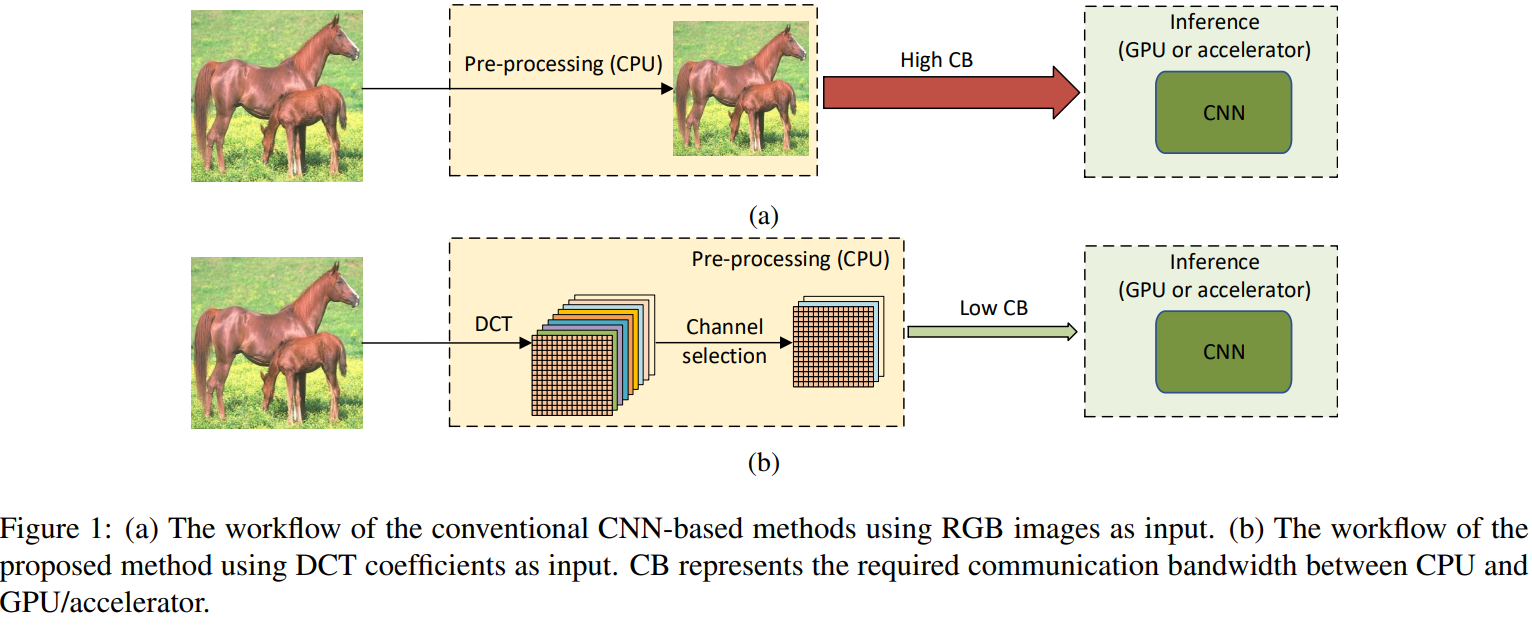 Pre-processing (CPU)
High CB
Inference
(GPU or accelerator)
CNN
(a)
Pre-processing (CPU)
DCT
Channel
selection
Low CB
Inference
(GPU or accelerator)
CNN
(b)
Figure 1: (a) The workflow of the conventional CNN-based methods using RGB images as input. (b) The workflow of the
proposed method using DCT coefficients as input. CB represents the required communication bandwidth between CPU and
GPU/accelerator.